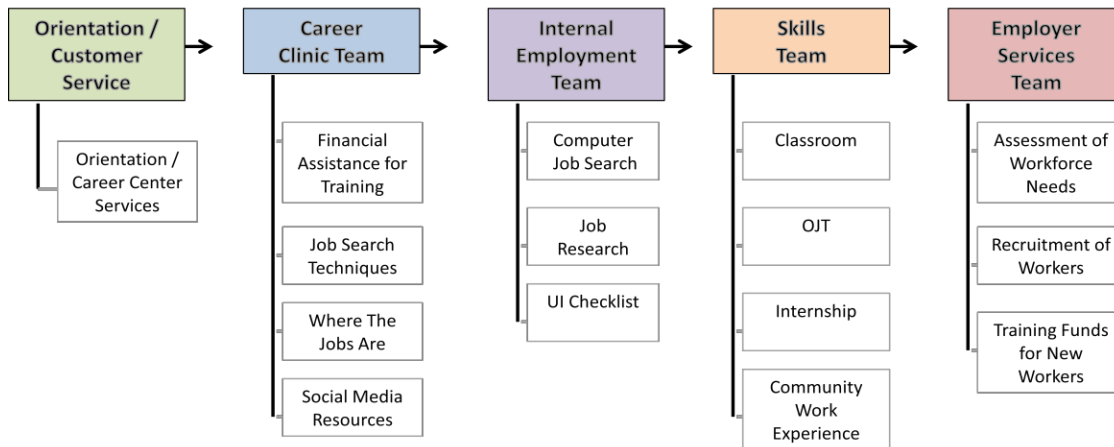 Orientation /
Customer
Service
Career
Clinic Team
Internal
Employment
Team
Skills
Team
Employer
Services
Team
Orientation /
Career Center
Services
Financial
Assistance for
Training
Job Search
Techniques
Where The
Jobs Are
Social Media
Resources
Computer
Job Search
Job
Research
UI Checklist
Classroom
OJT
Internship
Community
Work
Experience
Assessment of
Workforce
Needs
Recruitment of
Workers
Training Funds
for New
Workers